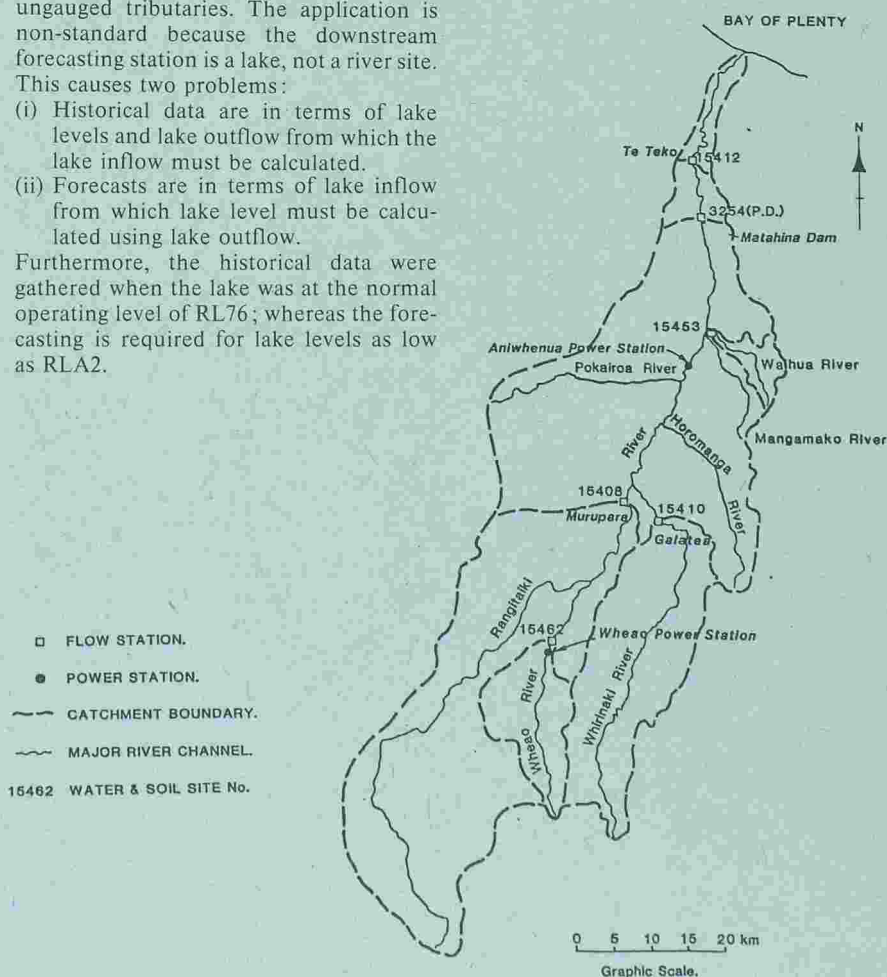 ungauged tributaries. The application is
non-standard because the downstream
forecasting station is a lake, not a river site.
This causes two problems:
(i) Historical data are in terms of lake
levels and lake outflow from which the
lake inflow must be calculated.
(ii) Forecasts are in terms of lake inflow
from which lake level must be calcu-
lated using lake outflow.
Furthermore, the historical data were
gathered when the lake was at the normal
operating level of RL76; whereas the fore-
casting is required for lake levels as low
as RLA2.
BAY OF PLENTY
N
Te Teko
15412
3254(P.D.)
Matahina Dam
15453
Aniwhenua Power Station
Pokairoa River
Waihua River
Mangamako River
River
Horomanga
River
15408
Murupara
15410
Galatea
Rangitaiki
15462
Wheao Power Station
Wheao River
Whirinaki River
FLOW STATION.
POWER STATION.
CATCHMENT BOUNDARY.
MAJOR RIVER CHANNEL.
15462 WATER & SOIL SITE No.
0 5 10 15 20 km
Graphic Scale.